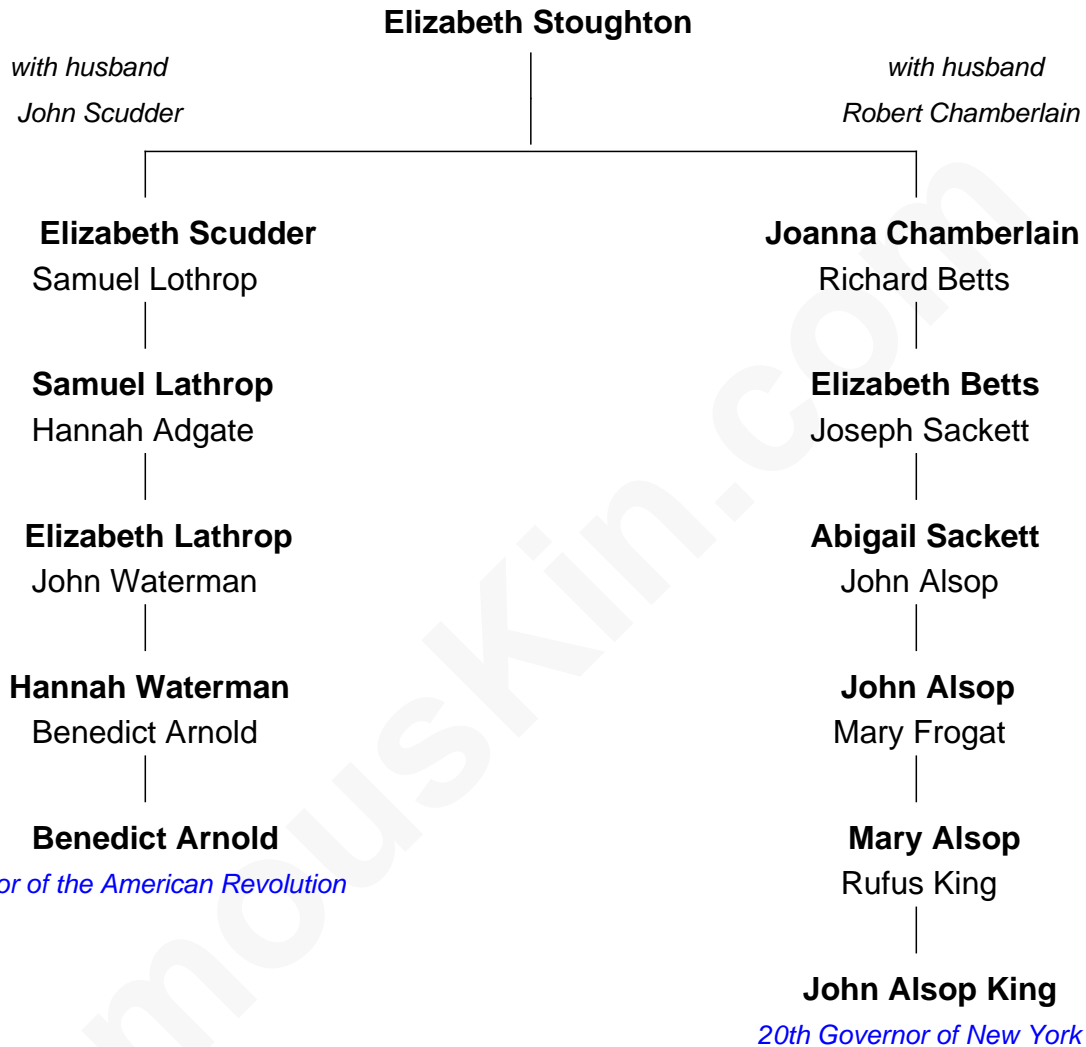 Elizabeth Stoughton
with husband
John Scudder
with husband
Robert Chamberlain
Elizabeth Scudder
Samuel Lothrop
Joanna Chamberlain
Richard Betts
Samuel Lathrop
Hannah Adgate
Elizabeth Betts
Joseph Sackett
Elizabeth Lathrop
John Waterman
Abigail Sackett
John Alsop
Hannah Waterman
Benedict Arnold
John Alsop
Mary Frogat
Benedict Arnold
or of the American Revolution
Mary Alsop
Rufus King
John Alsop King
20th Governor of New York
mousKin.com